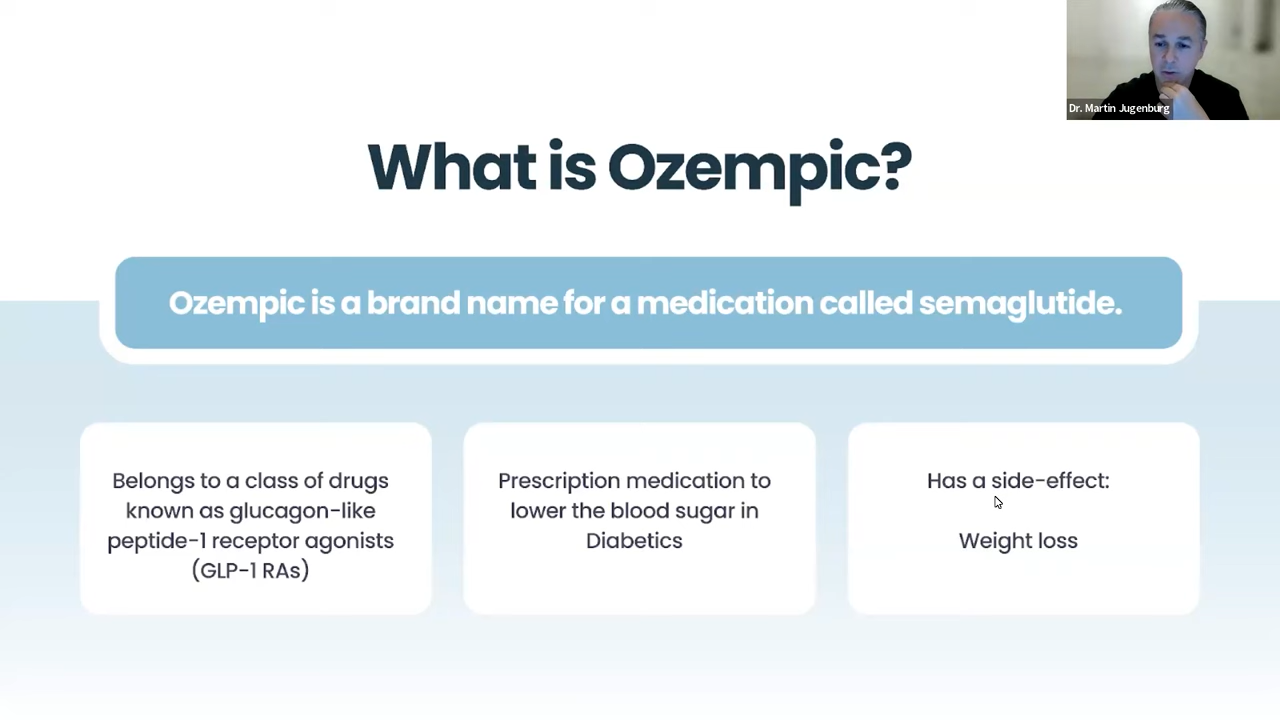 Dr. Martin Jugenburg
What is Ozempic?
Ozempic is a brand name for a medication called semaglutide.
Belongs to a class of drugs
known as glucagon-like
peptide-1 receptor agonists
(GLP-1 RAs)
Prescription medication to
lower the blood sugar in
Diabetics
Has a side-effect:
Weight loss